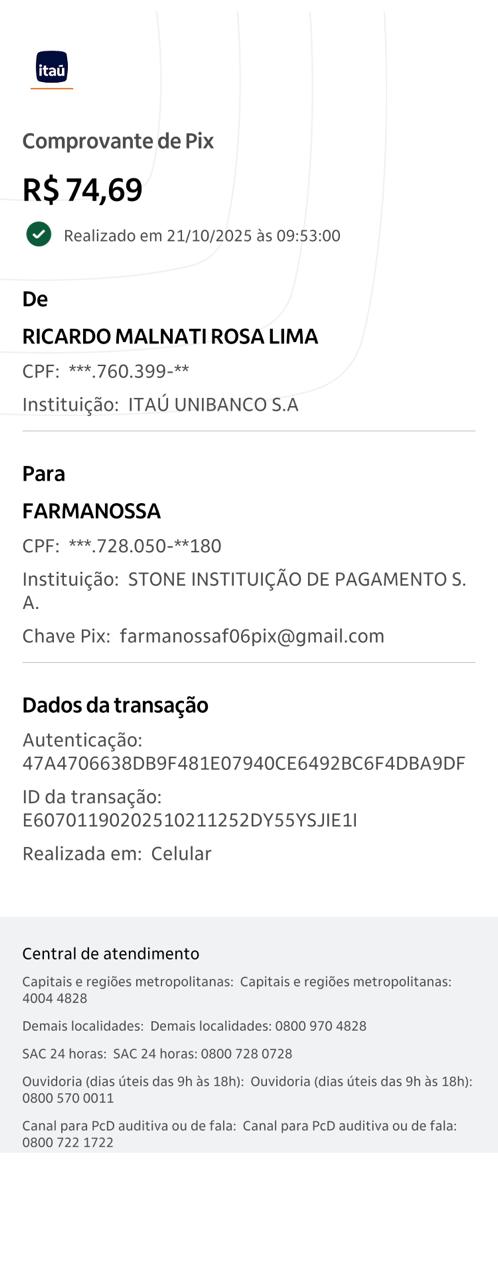 itaú
Comprovante de Pix
R$ 74,69
Realizado em 21/10/2025 às 09:53:00
De
RICARDO MALNATI ROSA LIMA
CPF: ***.760.399-**
Instituição: ITAÚ UNIBANCO S.A
Para
FARMANOSSA
CPF: ***.728.050-**180
Instituição: STONE INSTITUIÇÃO DE PAGAMENTO S.
A.
Chave Pix: farmanossaf06pix@gmail.com
Dados da transação
Autenticação:
47A4706638DB9F481E07940CE6492BC6F4DBA9DF
ID da transação:
E60701190202510211252DY55YSJIE1I
Realizada em: Celular
Central de atendimento
Capitais e regiões metropolitanas: Capitais e regiões metropolitanas:
4004 4828
Demais localidades: Demais localidades: 0800 970 4828
SAC 24 horas: SAC 24 horas: 0800 728 0728
Ouvidoria (dias úteis das 9h às 18h): Ouvidoria (dias úteis das 9h às 18h):
0800 570 0011
Canal para PcD auditiva ou de fala: Canal para PcD auditiva ou de fala:
0800 722 1722